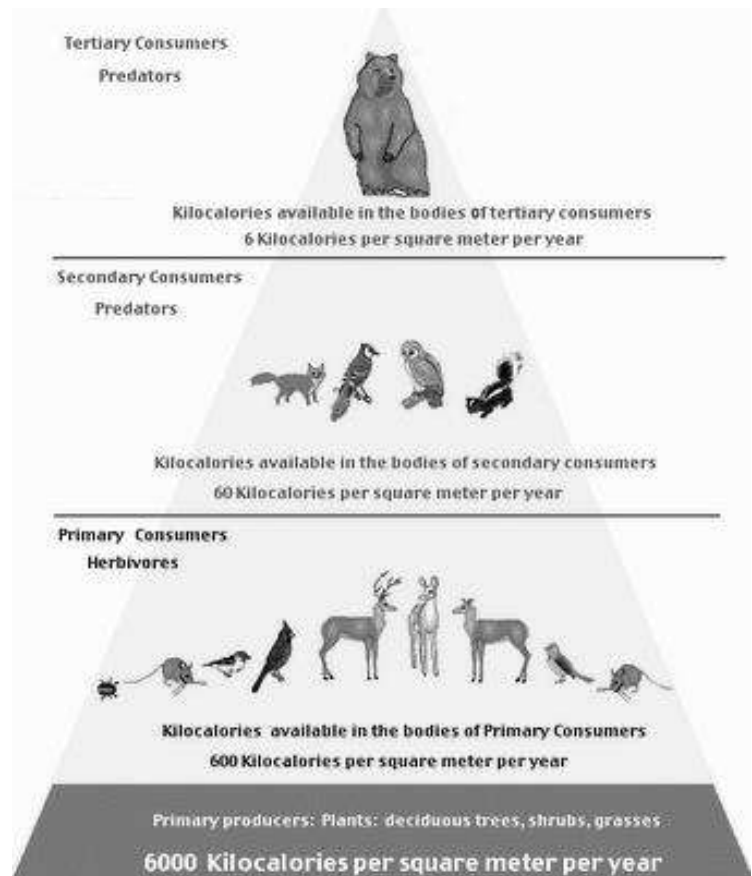 Tertiary Consumers
Predators
Kilocalories available in the bodies of tertiary consumers
6 Kilocalories per square meter per year
Secondary Consumers
Predators
Kilocalories available in the bodies of secondary consumers
60 Kilocalories per square meter per year
Primary Consumers
Herbivores
Kilocalories available in the bodies of Primary Consumers
600 Kilocalories per square meter per year
Primary producers: Plants: deciduous trees, shrubs, grasses
6000 Kilocalories per square meter per year